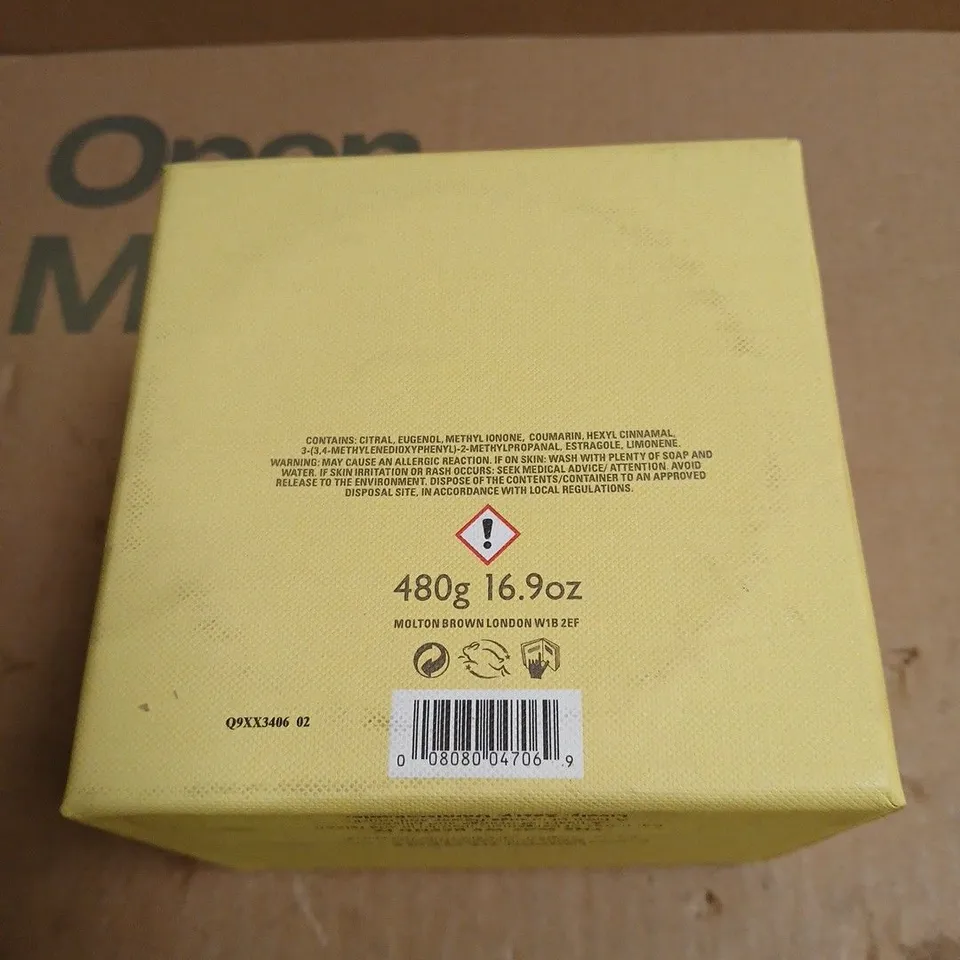 Open
M
CONTAINS: CITRAL, EUGENOL, METHYL IONONE, COUMARIN, HEXYL CINNAMAL,
3-(3,4-METHYLENEDIOXYPHENYL)-2-METHYLPROPANAL, ESTRAGOLE, LIMONENE.
WARNING: MAY CAUSE AN ALLERGIC REACTION. IF ON SKIN: WASH WITH PLENTY OF SOAP AND
WATER. IF SKIN IRRITATION OR RASH OCCURS: SEEK MEDICAL ADVICE/ ATTENTION. AVOID
RELEASE TO THE ENVIRONMENT. DISPOSE OF THE CONTENTS/CONTAINER TO AN APPROVED
DISPOSAL SITE, IN ACCORDANCE WITH LOCAL REGULATIONS.
480g 16.9oz
MOLTON BROWN LONDON W1B 2EF
Q9XX3406 02
0 08080 04706 9